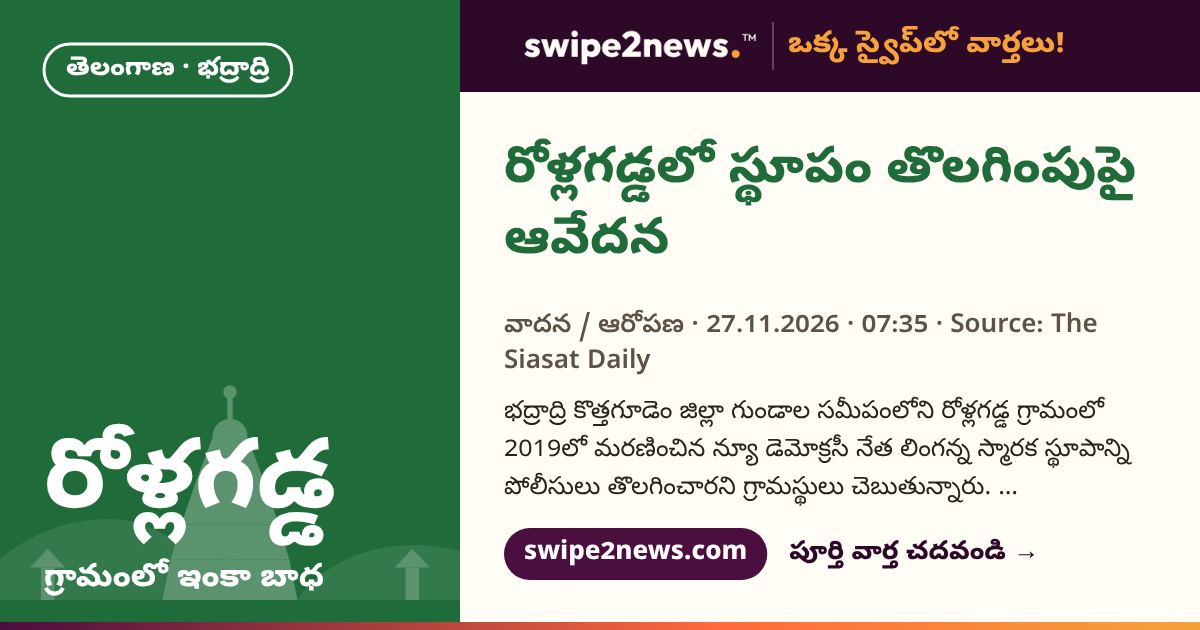 తెలంగాణ · భద్రాద్రి
రోళ్లగడ్డ
గ్రామంలో ఇంకా బాధ
swipe2news.™
ఒక్క స్వైప్‌లో వార్తలు!
రోళ్లగడ్డలో స్థూపం తొలగింపుపై
ఆవేదన
వాదన / ఆరోపణ · 27.11.2026 · 07:35 · Source: The
Siasat Daily
భద్రాద్రి కొత్తగూడెం జిల్లా గుండాల సమీపంలోని రోళ్లగడ్డ గ్రామంలో
2019లో మరణించిన న్యూ డెమోక్రసీ నేత లింగన్న స్మారక స్థూపాన్ని
పోలీసులు తొలగించారని గ్రామస్థులు చెబుతున్నారు. ...
swipe2news.com
పూర్తి వార్త చదవండి →